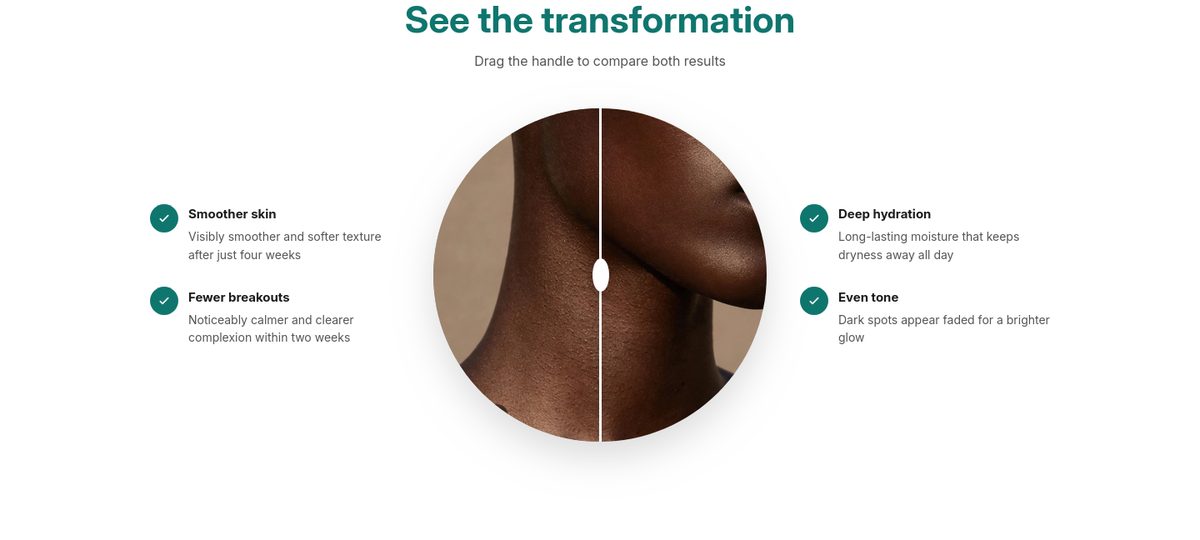 See the transformation
Drag the handle to compare both results
Smoother skin
Visibly smoother and softer texture
after just four weeks
Fewer breakouts
Noticeably calmer and clearer
complexion within two weeks
Deep hydration
Long-lasting moisture that keeps
dryness away all day
Even tone
Dark spots appear faded for a brighter
glow